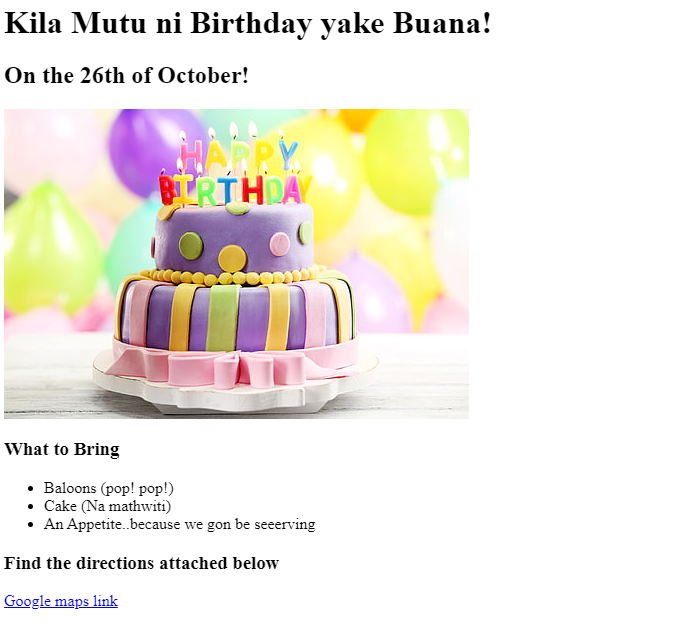 Kila Mutu ni Birthday yake Buana!
On the 26th of October!
HAPPY
BIRTHDAY
What to Bring
Baloons (pop! pop!)
Cake (Na mathwiti)
An Appetite..because we gon be seeerving
Find the directions attached below
Google maps link